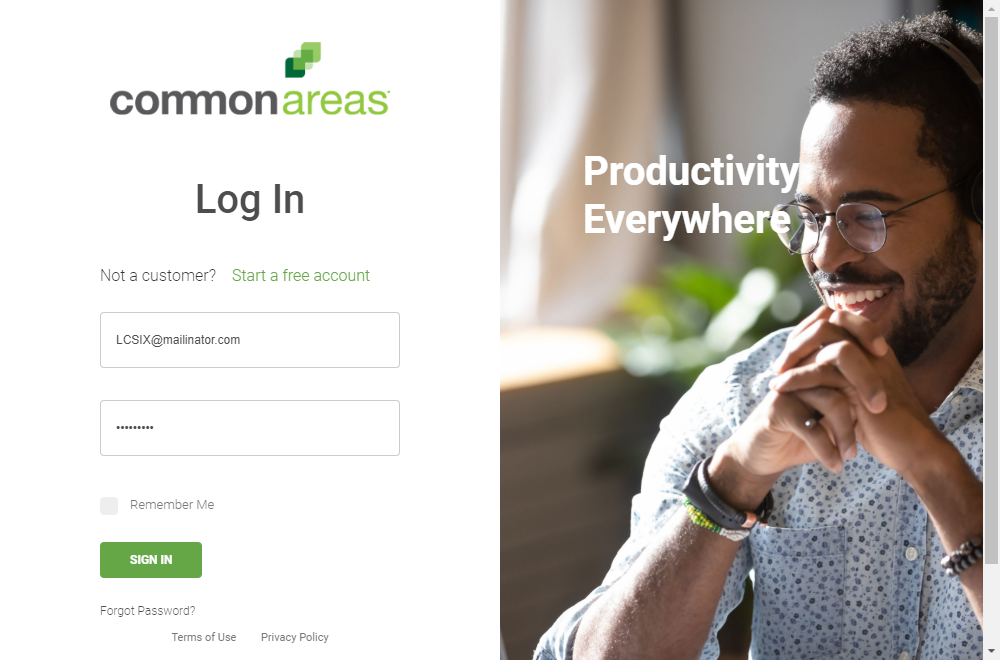 commonareas
Log In
Not a customer? Start a free account
LCSIX@mailinator.com
•••••••••
Remember Me
SIGN IN
Forgot Password?
Terms of Use Privacy Policy
Productivity,
Everywhere